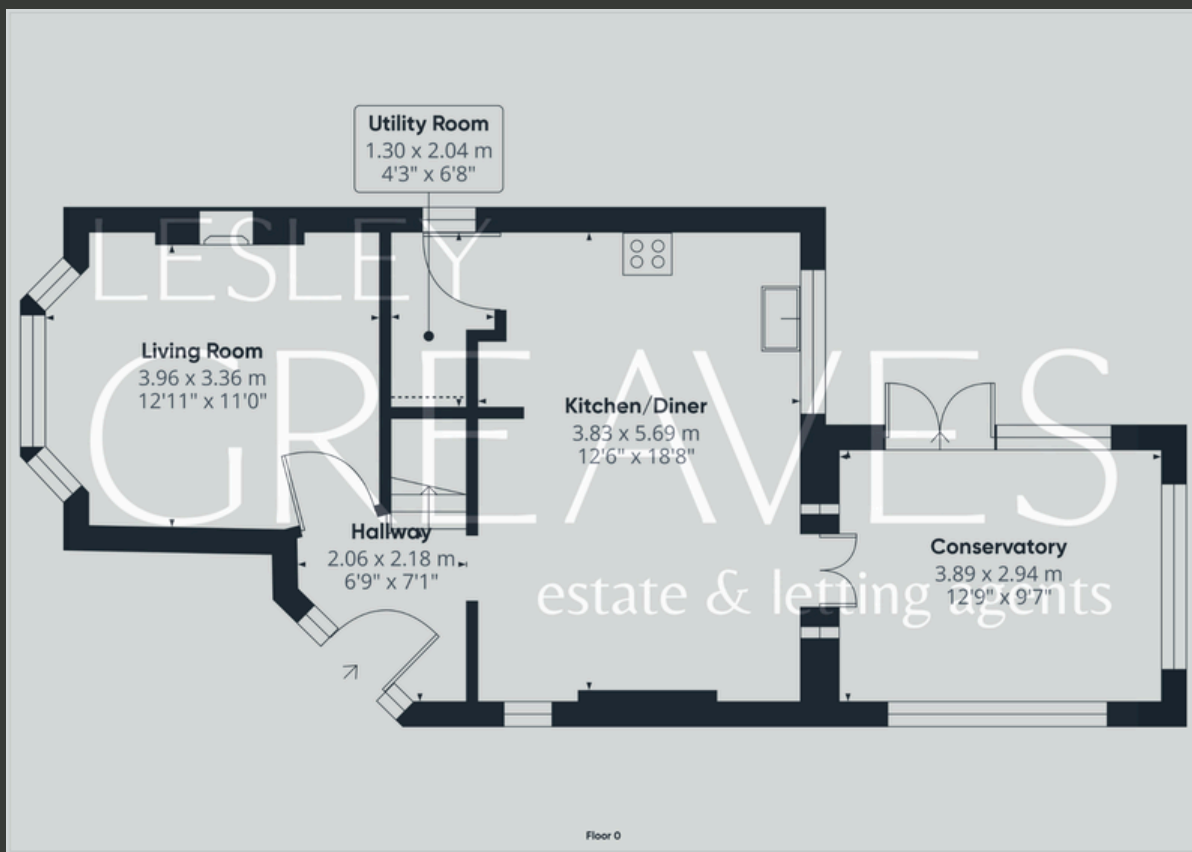 Utility Room
1.30 x 2.04 m
4'3" x 6'8"
LESLEY
GREAVES
estate & letting agents
Living Room
3.96 x 3.36 m
12'11" x 11'0"
Kitchen/Diner
3.83 x 5.69 m
12'6" x 18'8"
Hallway
2.06 x 2.18 m
6'9" x 7'1"
Conservatory
3.89 x 2.94 m
12'9" x 9'7"
Floor 0